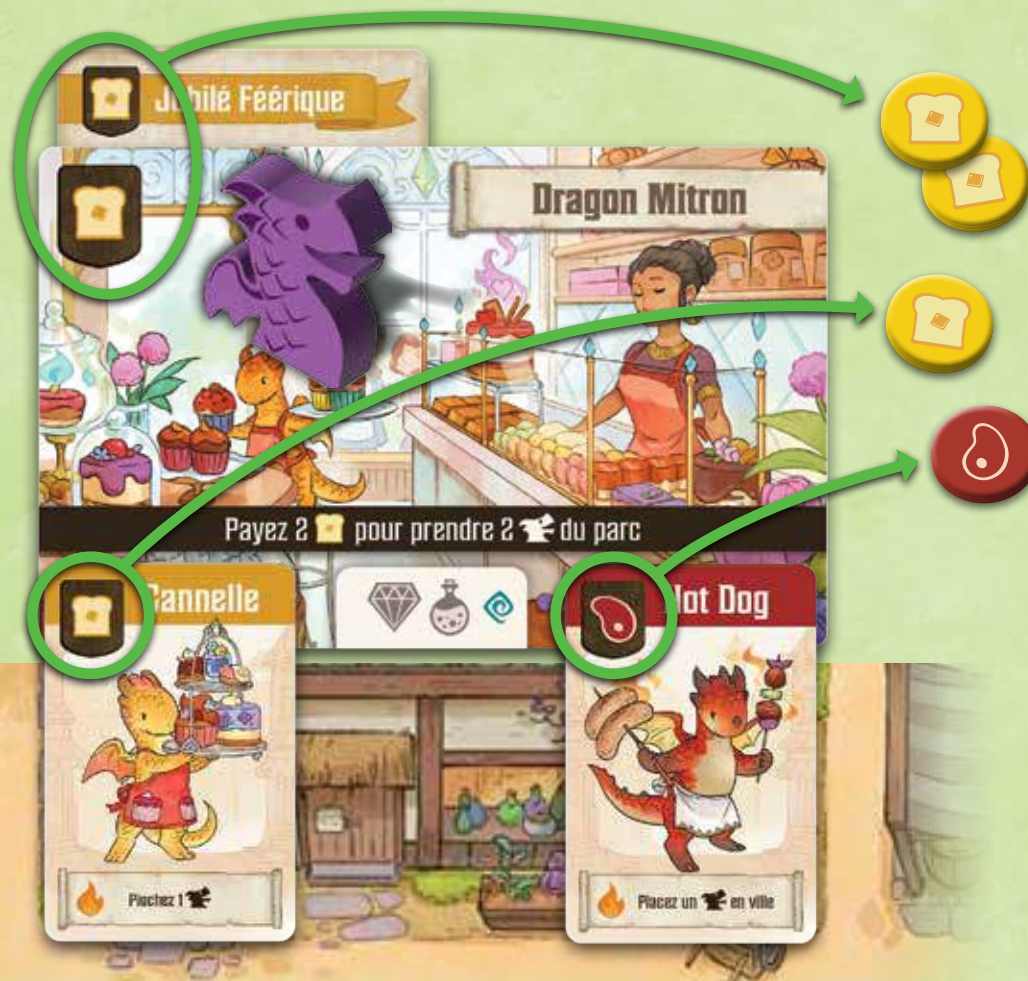 Jubilé Féérique
Dragon Mitron
Payez 2 pour prendre 2 du parc
Cannelle
Hot Dog
Piochez 1
Placez un en ville